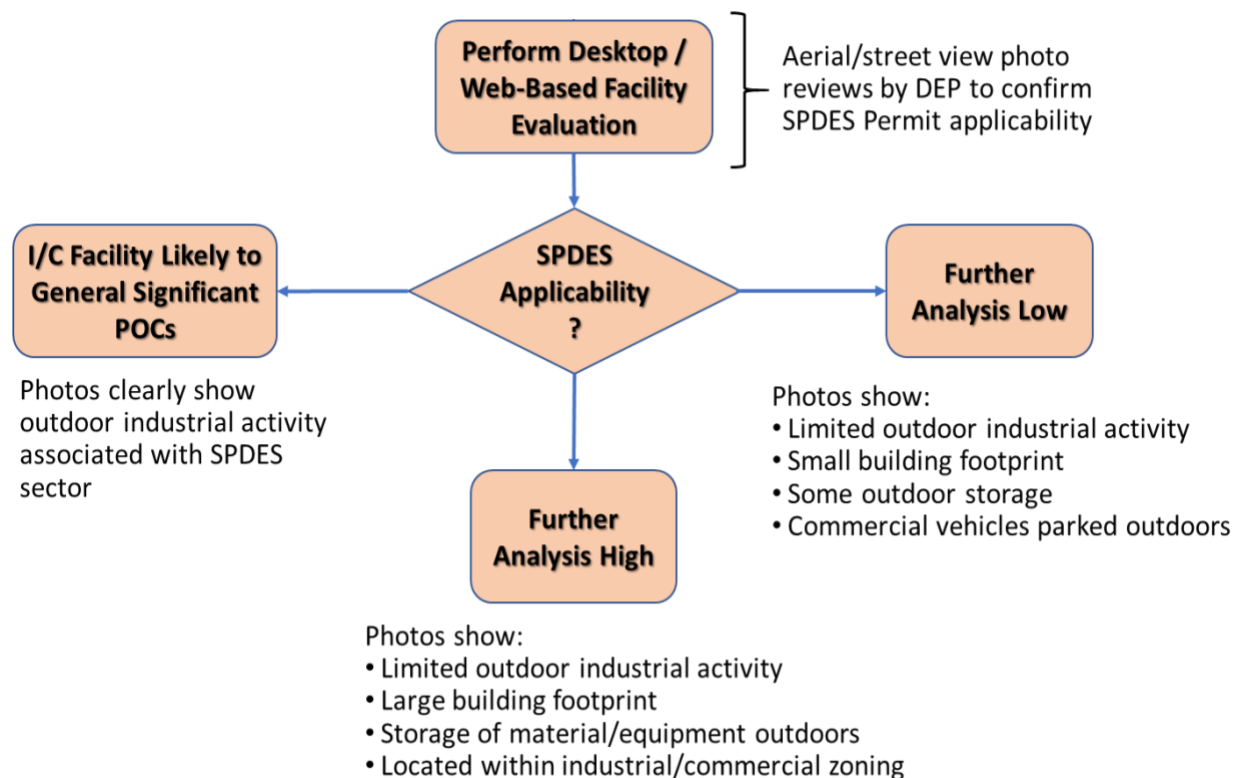 Perform Desktop /
Web-Based Facility
Evaluation
Aerial/street view photo
reviews by DEP to confirm
SPDES Permit applicability
I/C Facility Likely to
General Significant
POCs
SPDES
Applicability
?
Further
Analysis Low
Photos clearly show
outdoor industrial activity
associated with SPDES
sector
Photos show:
• Limited outdoor industrial activity
• Small building footprint
• Some outdoor storage
• Commercial vehicles parked outdoors
Further
Analysis High
Photos show:
• Limited outdoor industrial activity
• Large building footprint
• Storage of material/equipment outdoors
• Located within industrial/commercial zoning